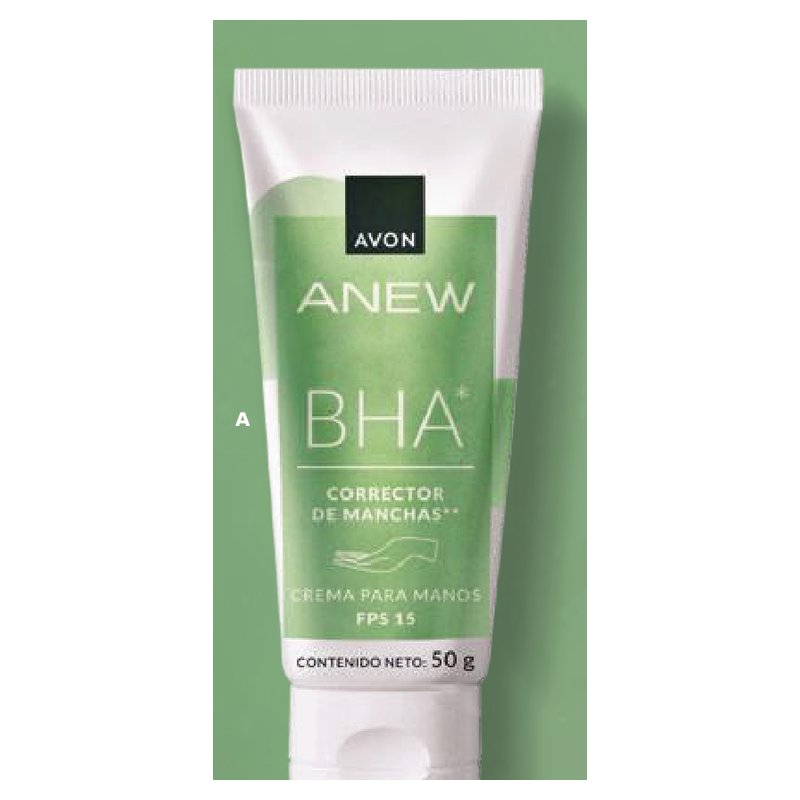 AVON
ANEW
BHA*
A
CORRECTOR
DE MANCHAS**
CREMA PARA MANOS
FPS 15
CONTENIDO NETO: 50 g